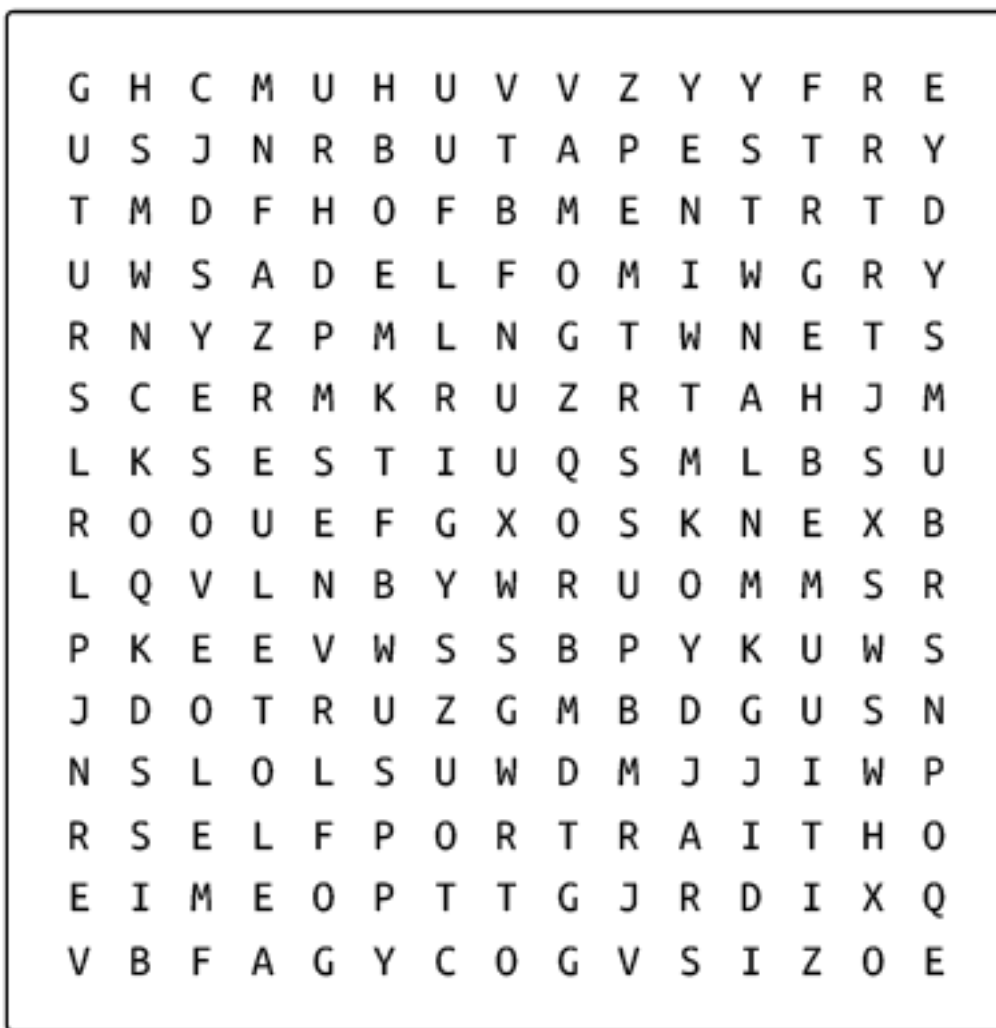 G H C M U H U V V Z Y Y F R E
U S J N R B U T A P E S T R Y
T M D F H O F B M E N T R T D
U W S A D E L F O M I W G R Y
R N Y Z P M L N G T W N E T S
S C E R M K R U Z R T A H J M
L K S E S T I U Q S M L B S U
R O O U E F G X O S K N E X B
L Q V L N B Y W R U O M M S R
P K E E V W S S B P Y K U W S
J D O T R U Z G M B D G U S N
N S L O L S U W D M J J I W P
R S E L F P O R T R A I T H O
E I M E O P T T G J R D I X Q
V B F A G Y C O G V S I Z O E